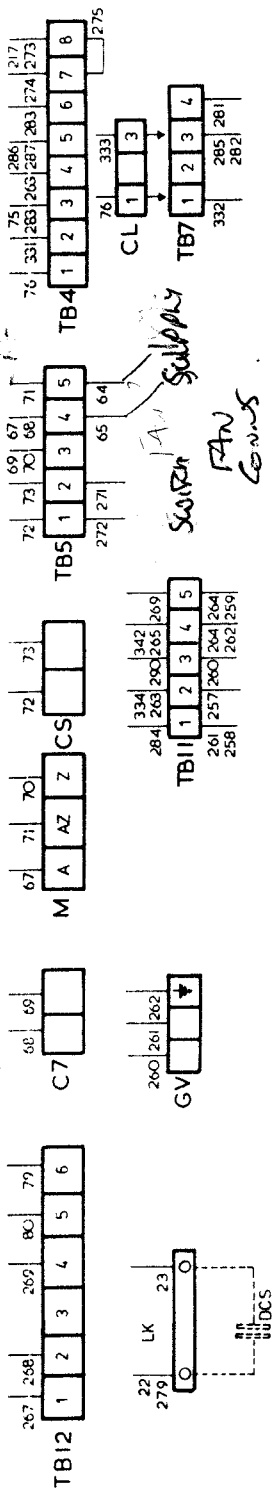 267 268 269 80 79
TB12 1 2 3 4 5 6
68 69
C7
67 71 70
M A AZ Z
72 73
CS
72 73 69 67 71
70 68
TB5 1 2 3 4 5
272 271 65 64
76 331 75 263 286 283 274 217
283 287 273
TB4 1 2 3 4 5 6 7 8
275
22 23
279
LK
DCS
260 261 262
GV
284 334 290 342 269
263 265
TB11 1 2 3 4 5
261 257 260 264 264
258 262 259
76 333
CL 1 3
TB7 1 2 3 4
332 285 281
282
SWITCH FAN SUPPLY
FAN
CONNS